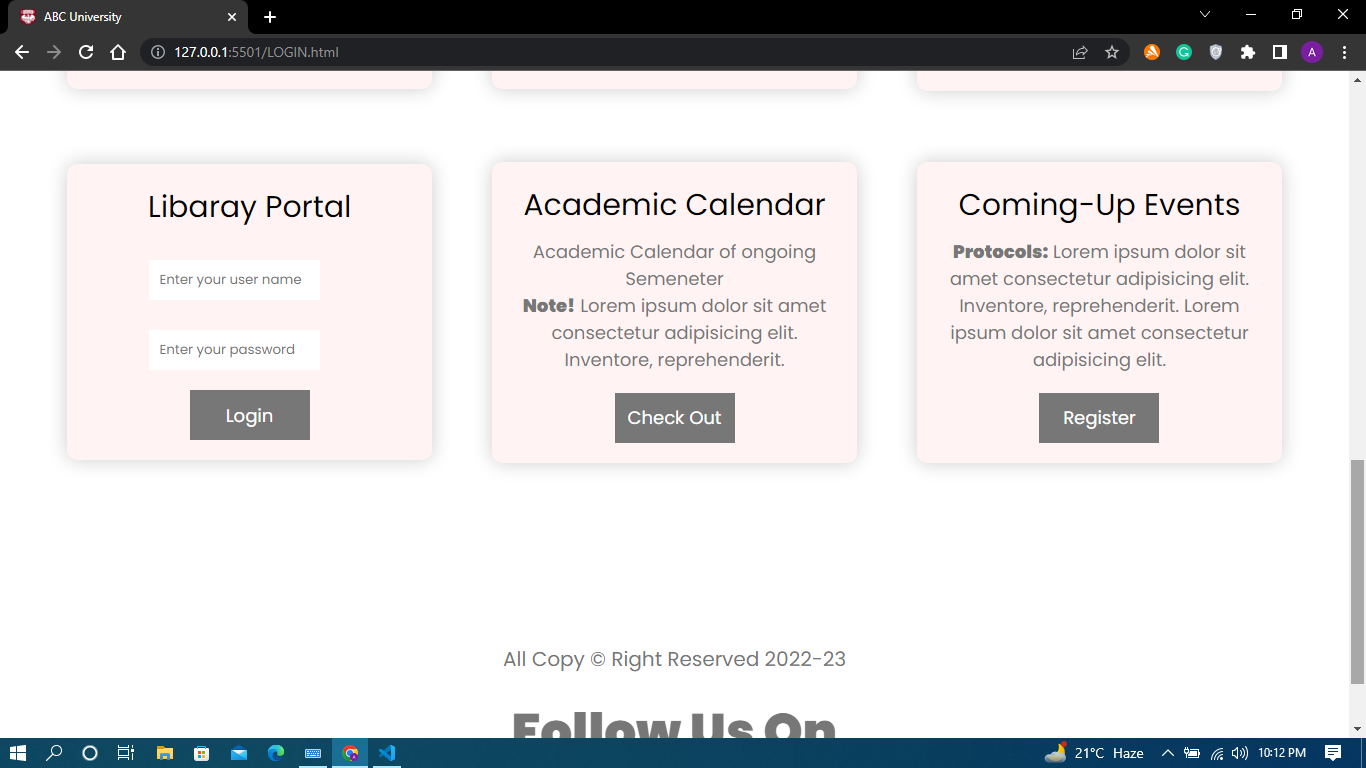 ABC University
127.0.0.1:5501/LOGIN.html
A
Libaray Portal
Enter your user name
Enter your password
Login
Academic Calendar
Academic Calendar of ongoing
Semeneter
Note! Lorem ipsum dolor sit amet
consectetur adipisicing elit.
Inventore, reprehenderit.
Check Out
Coming-Up Events
Protocols: Lorem ipsum dolor sit
amet consectetur adipisicing elit.
Inventore, reprehenderit. Lorem
ipsum dolor sit amet consectetur
adipisicing elit.
Register
All Copy © Right Reserved 2022-23
Follow Us On
21°C Haze
10:12 PM